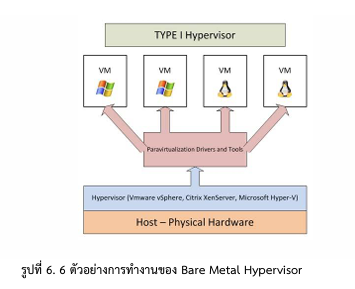 TYPE I Hypervisor
VM VM VM VM
Paravirtualization Drivers and Tools
Hypervisor (Vmware vSphere, Citrix XenServer, Microsoft Hyper-V)
Host – Physical Hardware
รูปที่ 6. 6 ตัวอย่างการทำงานของ Bare Metal Hypervisor